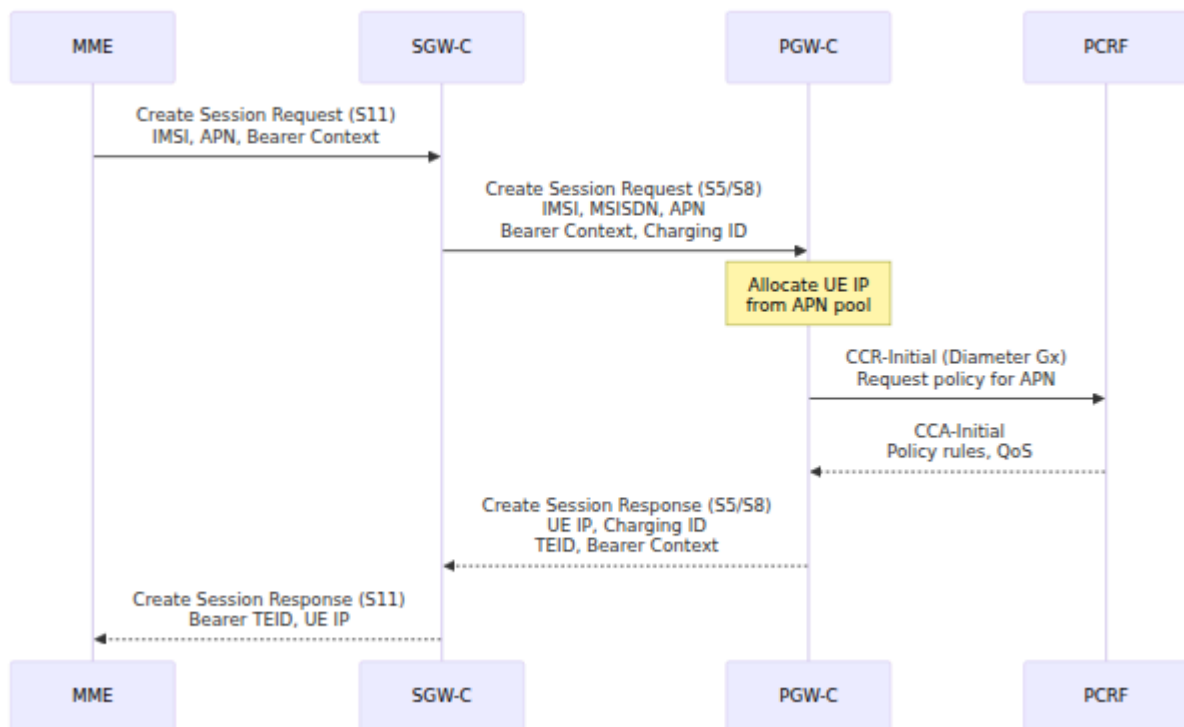 MME
SGW-C
PGW-C
PCRF
Create Session Request (S11)
IMSI, APN, Bearer Context
Create Session Request (S5/S8)
IMSI, MSISDN, APN
Bearer Context, Charging ID
Allocate UE IP
from APN pool
CCR-Initial (Diameter Gx)
Request policy for APN
CCA-Initial
Policy rules, QoS
Create Session Response (S5/S8)
UE IP, Charging ID
TEID, Bearer Context
Create Session Response (S11)
Bearer TEID, UE IP
MME
SGW-C
PGW-C
PCRF